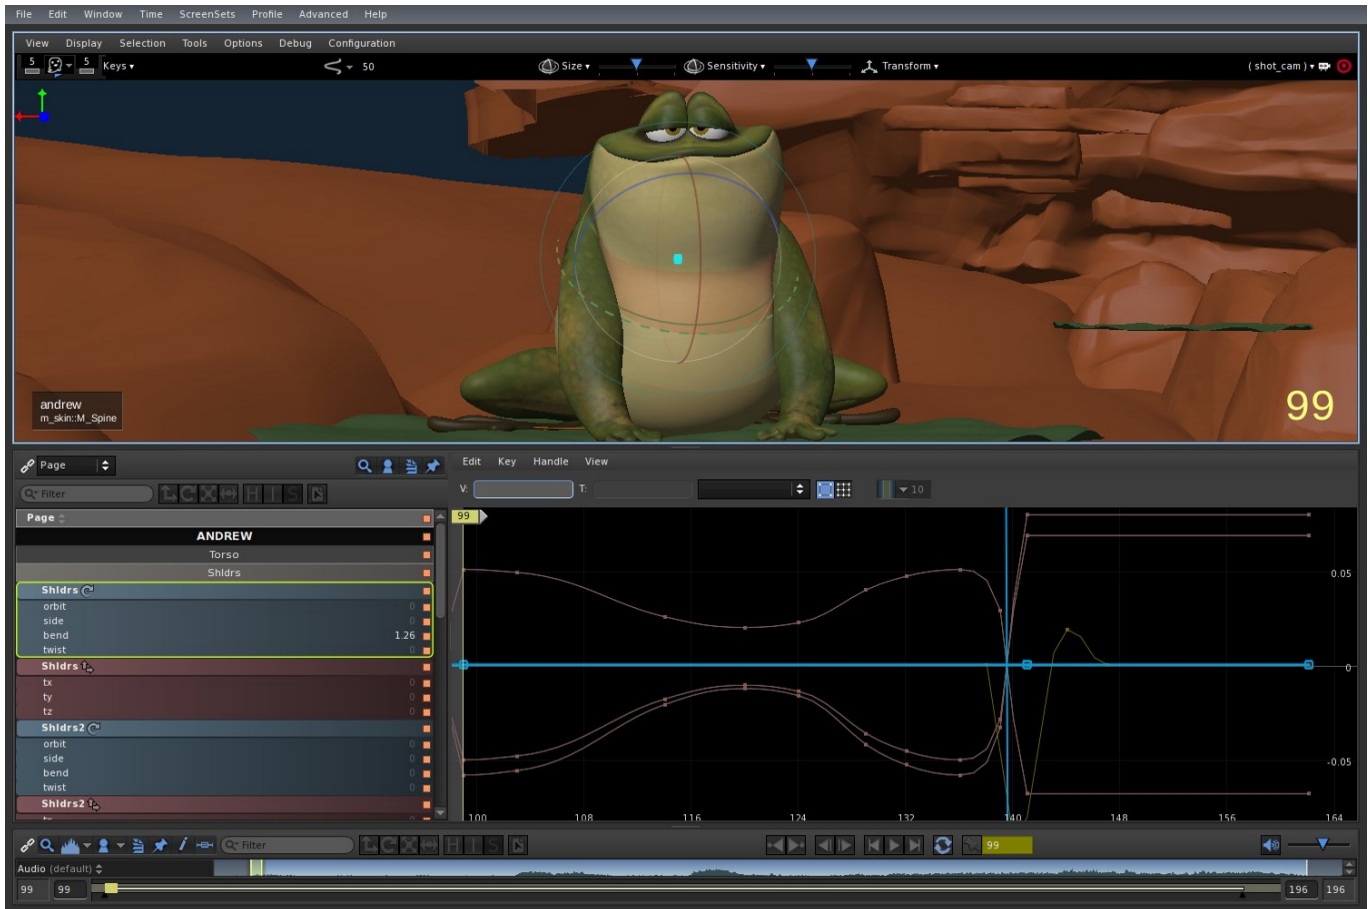 File Edit Window Time ScreenSets Profile Advanced Help
View Display Selection Tools Options Debug Configuration
5 5 Keys 50 Size Sensitivity Transform ( shot_cam )
andrew
m_skin::M_Spine
99
Page
Filter
H I S
Page
ANDREW
Torso
Shldrs
Shldrs
orbit 0
side 0
bend 1.26
twist 0
Shldrs
tx 0
ty 0
tz 0
Shldrs2
orbit 0
side 0
bend 0
twist 0
Shldrs2
Edit Key Handle View
V: T: 10
99
0.05
0
-0.05
100 108 116 124 132 140 148 156 164
Filter H I S 99
Audio (default)
99 99 196 196